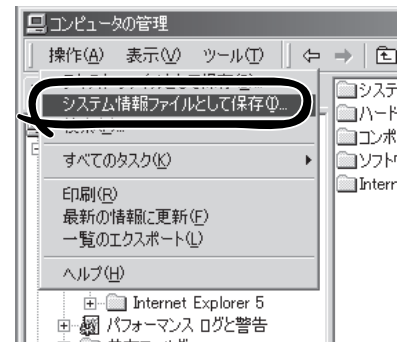 コンピュータの管理
操作(A) 表示(V) ツール(T)
システム情報ファイルとして保存(I)...
すべてのタスク(K)
印刷(R)
最新の情報に更新(F)
一覧のエクスポート(L)
ヘルプ(H)
Internet Explorer 5
パフォーマンス ログと警告
システ
ハード
コンポ
ソフト
Intern